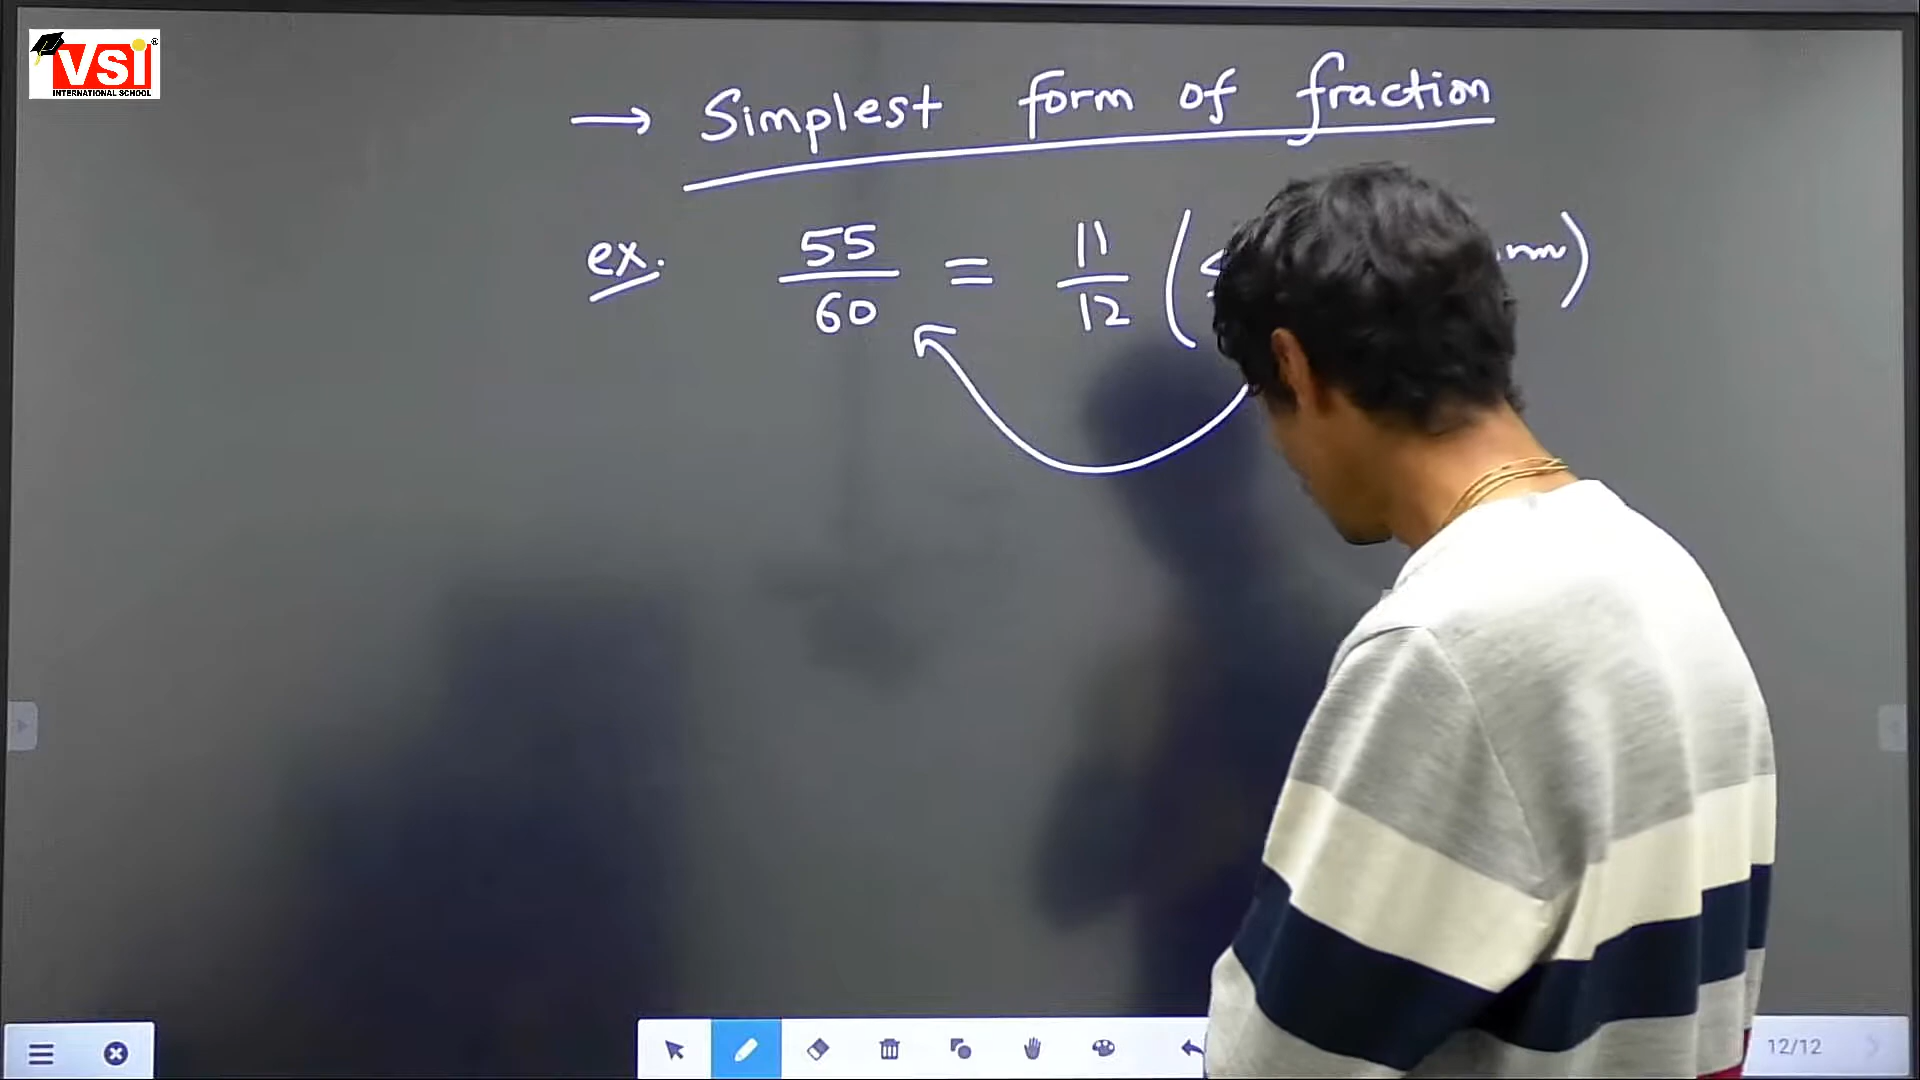 VSI
INTERNATIONAL SCHOOL
→ Simplest form of fraction
ex. 55/60 = 11/12 (
12/12